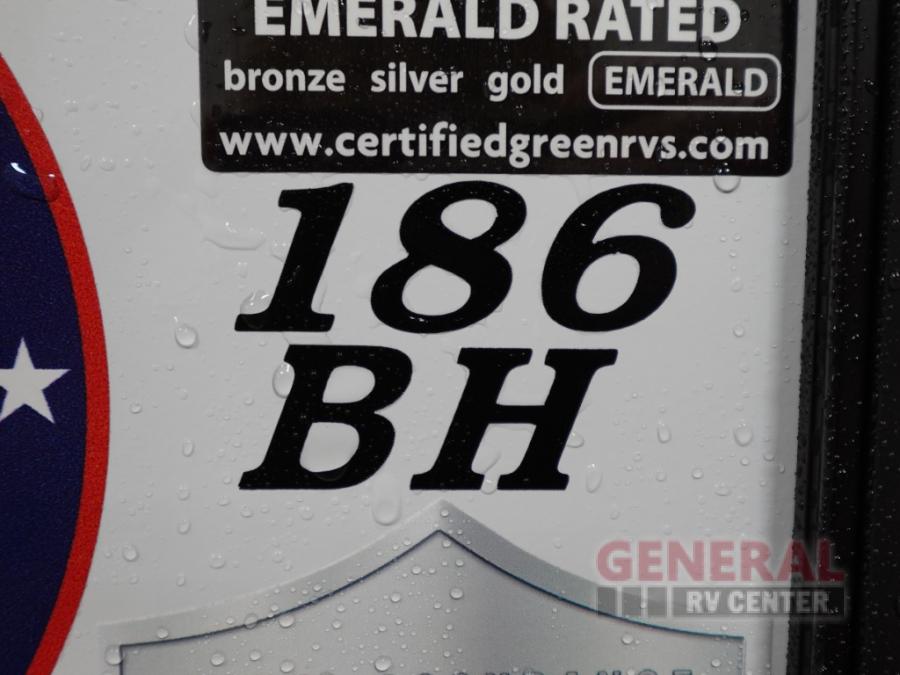 EMERALD RATED
bronze silver gold EMERALD
www.certifiedgreenrvs.com
186
BH
GENERAL
RV CENTER